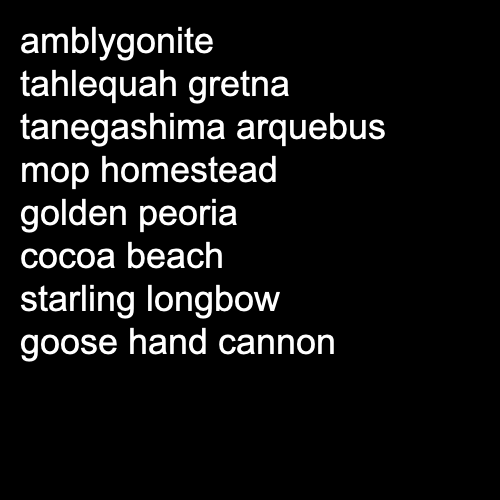 amblygonite
tahlequah gretna
tanegashima arquebus
mop homestead
golden peoria
cocoa beach
starling longbow
goose hand cannon